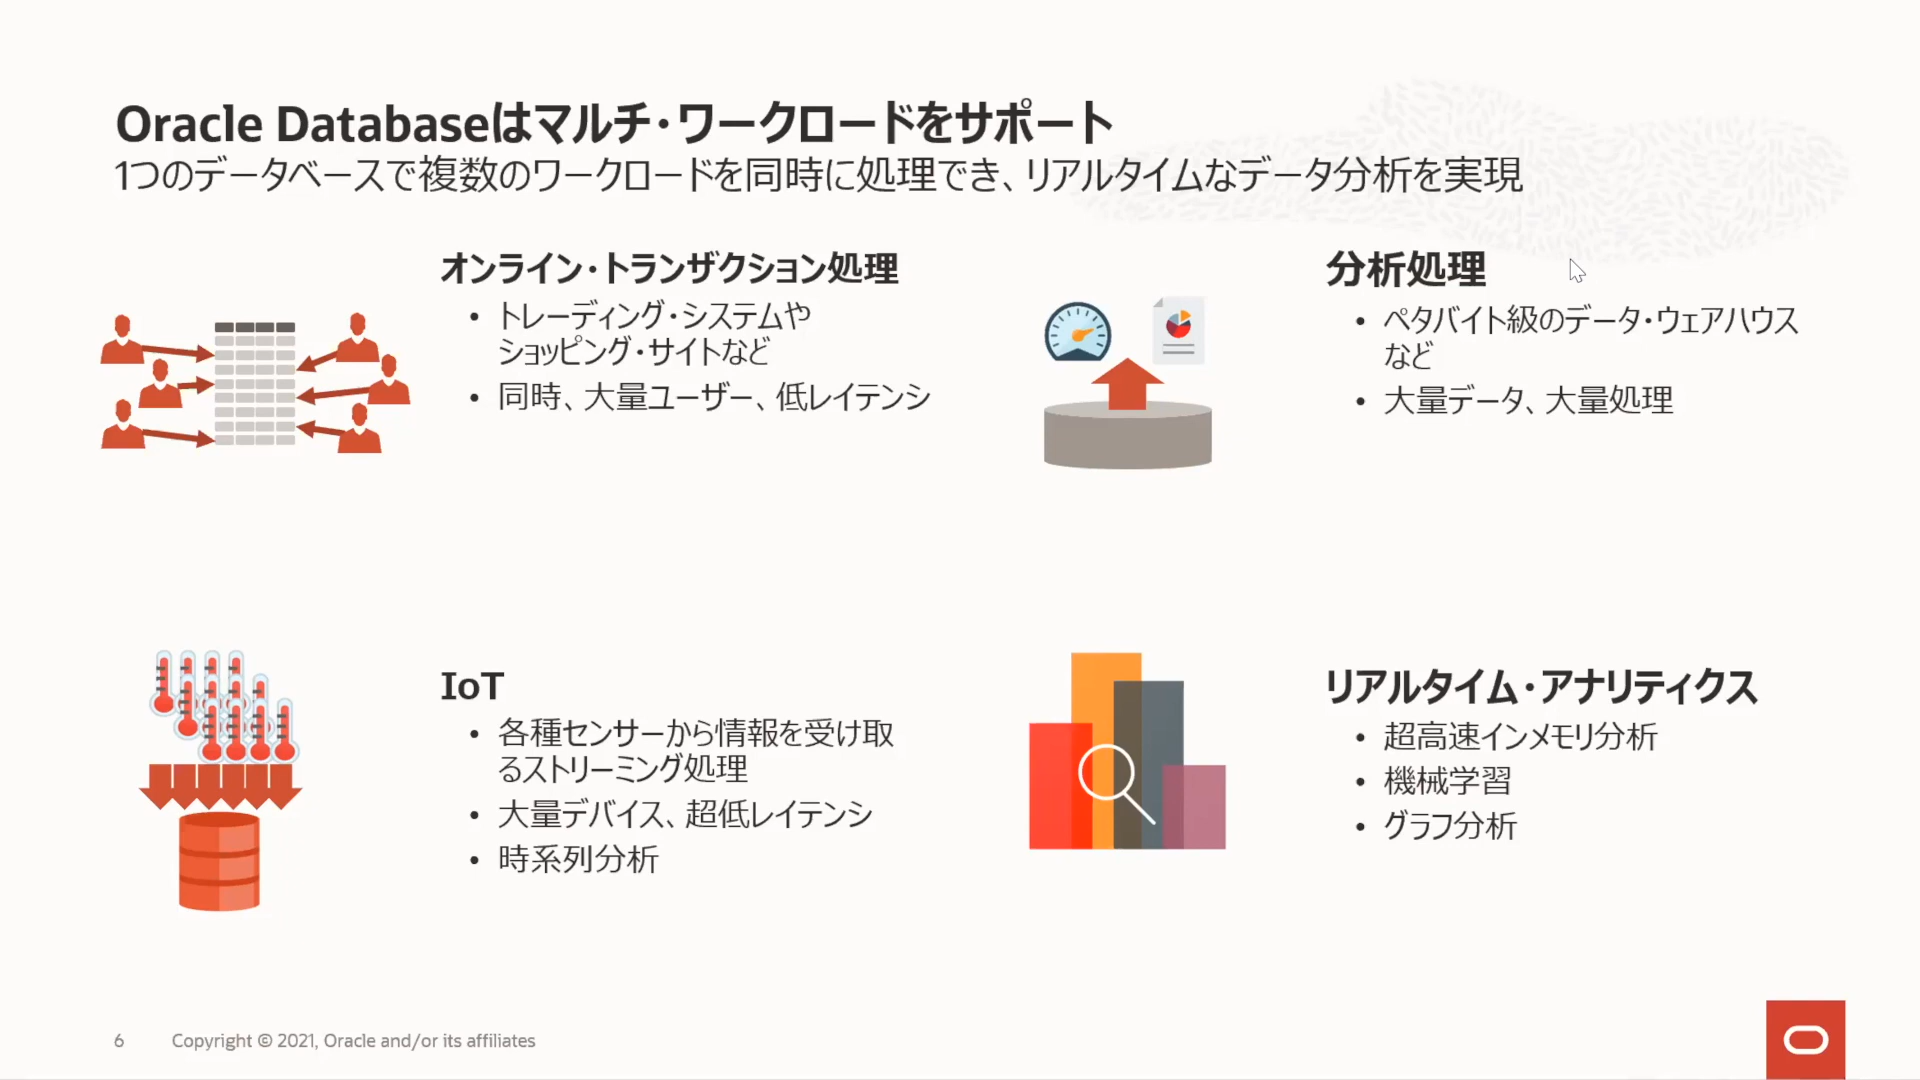 Oracle Databaseはマルチ・ワークロードをサポート
1つのデータベースで複数のワークロードを同時に処理でき、リアルタイムなデータ分析を実現
オンライン・トランザクション処理
• トレーディング・システムや
ショッピング・サイトなど
• 同時、大量ユーザー、低レイテンシ
分析処理
• ペタバイト級のデータ・ウェアハウス
など
• 大量データ、大量処理
IoT
• 各種センサーから情報を受け取
るストリーミング処理
• 大量デバイス、超低レイテンシ
• 時系列分析
リアルタイム・アナリティクス
• 超高速インメモリ分析
• 機械学習
• グラフ分析
6 Copyright © 2021, Oracle and/or its affiliates